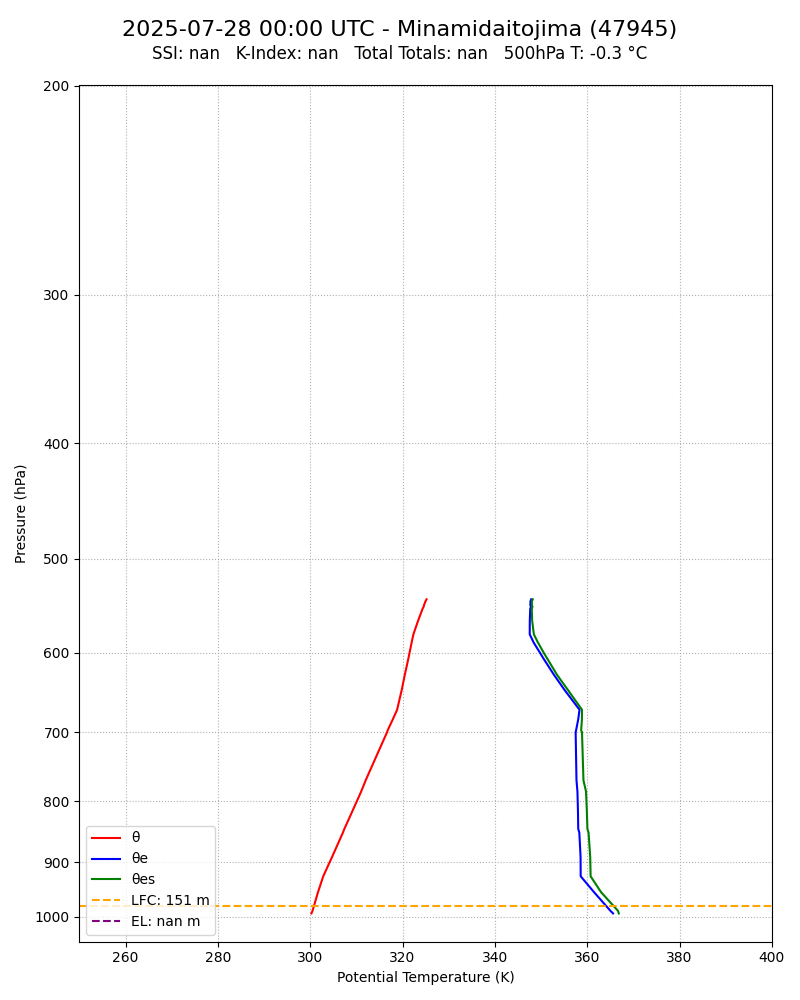 2025-07-28 00:00 UTC - Minamidaitojima (47945)
SSI: nan   K-Index: nan   Total Totals: nan   500hPa T: -0.3 °C
200
300
400
500
600
700
800
900
1000
Pressure (hPa)
θ
θe
θes
LFC: 151 m
EL: nan m
260 280 300 320 340 360 380 400
Potential Temperature (K)